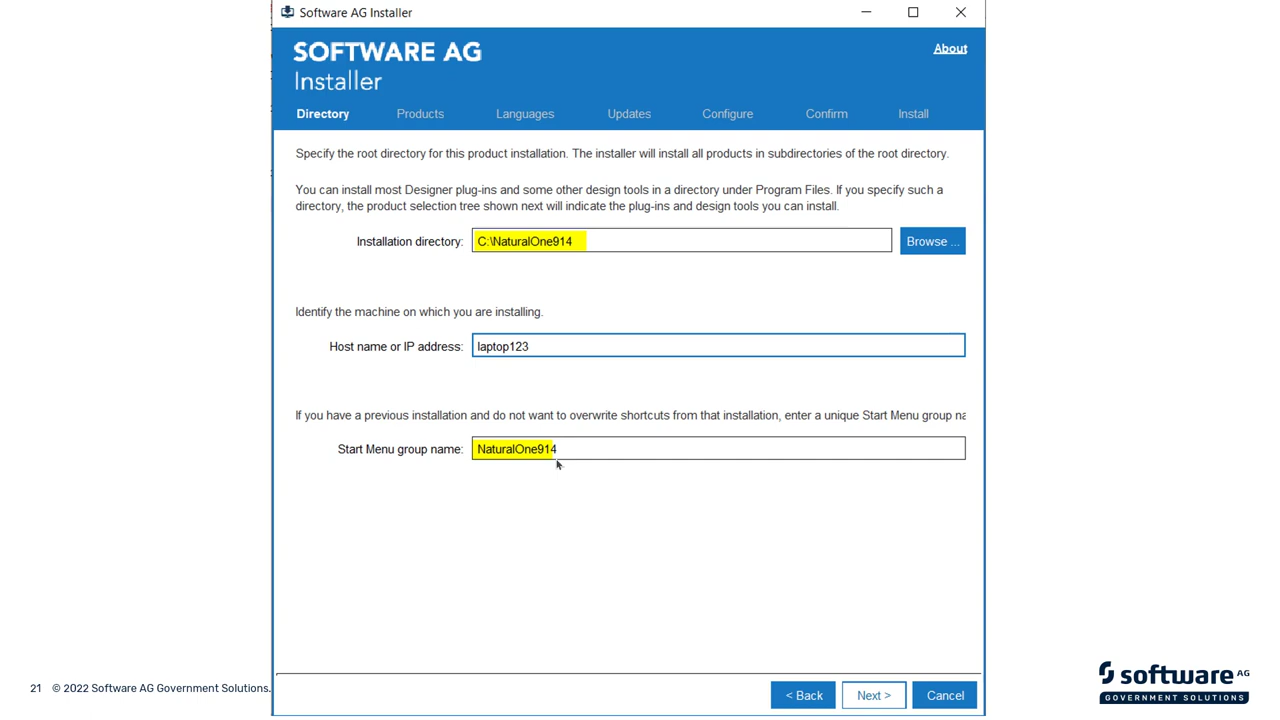 Software AG Installer
SOFTWARE AG
About
Installer
Directory Products Languages Updates Configure Confirm Install
Specify the root directory for this product installation. The installer will install all products in subdirectories of the root directory.
You can install most Designer plug-ins and some other design tools in a directory under Program Files. If you specify such a
directory, the product selection tree shown next will indicate the plug-ins and design tools you can install.
Installation directory: C:\NaturalOne914 Browse ...
Identify the machine on which you are installing.
Host name or IP address: laptop123
If you have a previous installation and do not want to overwrite shortcuts from that installation, enter a unique Start Menu group na
Start Menu group name: NaturalOne914
21 © 2022 Software AG Government Solutions.
< Back Next > Cancel
software AG
GOVERNMENT SOLUTIONS